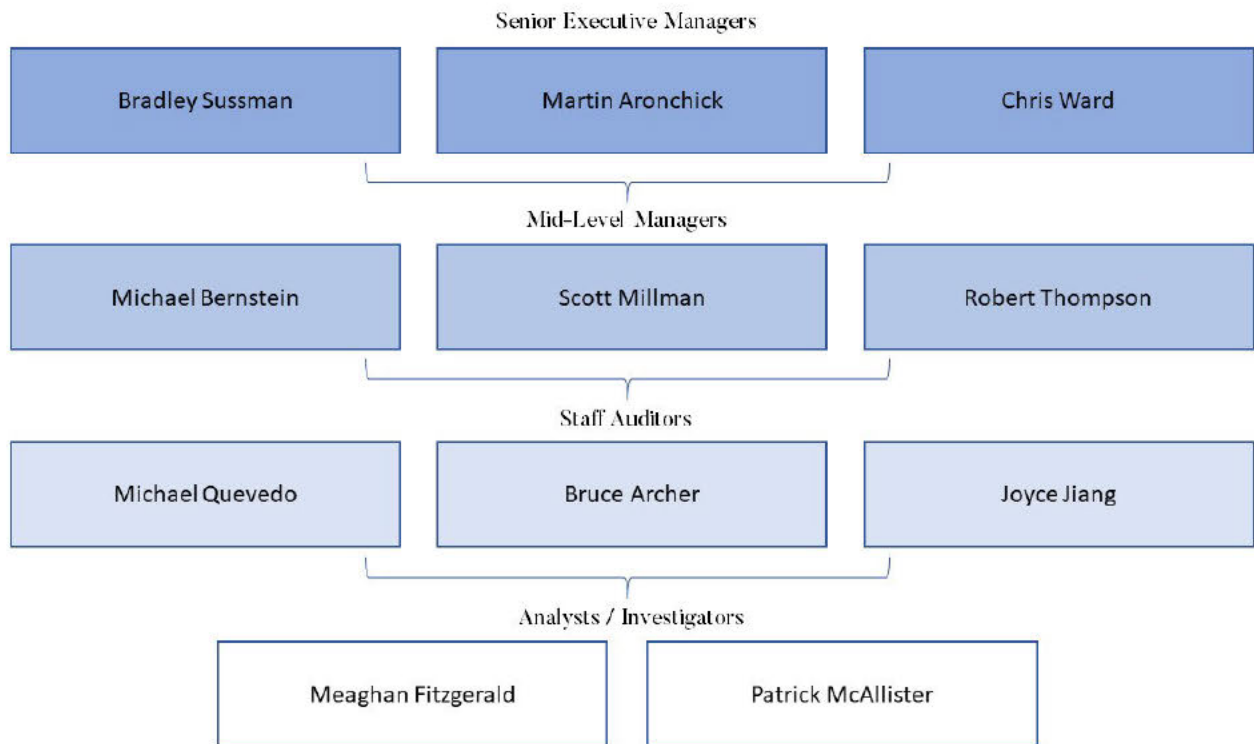 Senior Executive Managers
Bradley Sussman
Martin Aronchick
Chris Ward
Mid-Level Managers
Michael Bernstein
Scott Millman
Robert Thompson
Staff Auditors
Michael Quevedo
Bruce Archer
Joyce Jiang
Analysts / Investigators
Meaghan Fitzgerald
Patrick McAllister